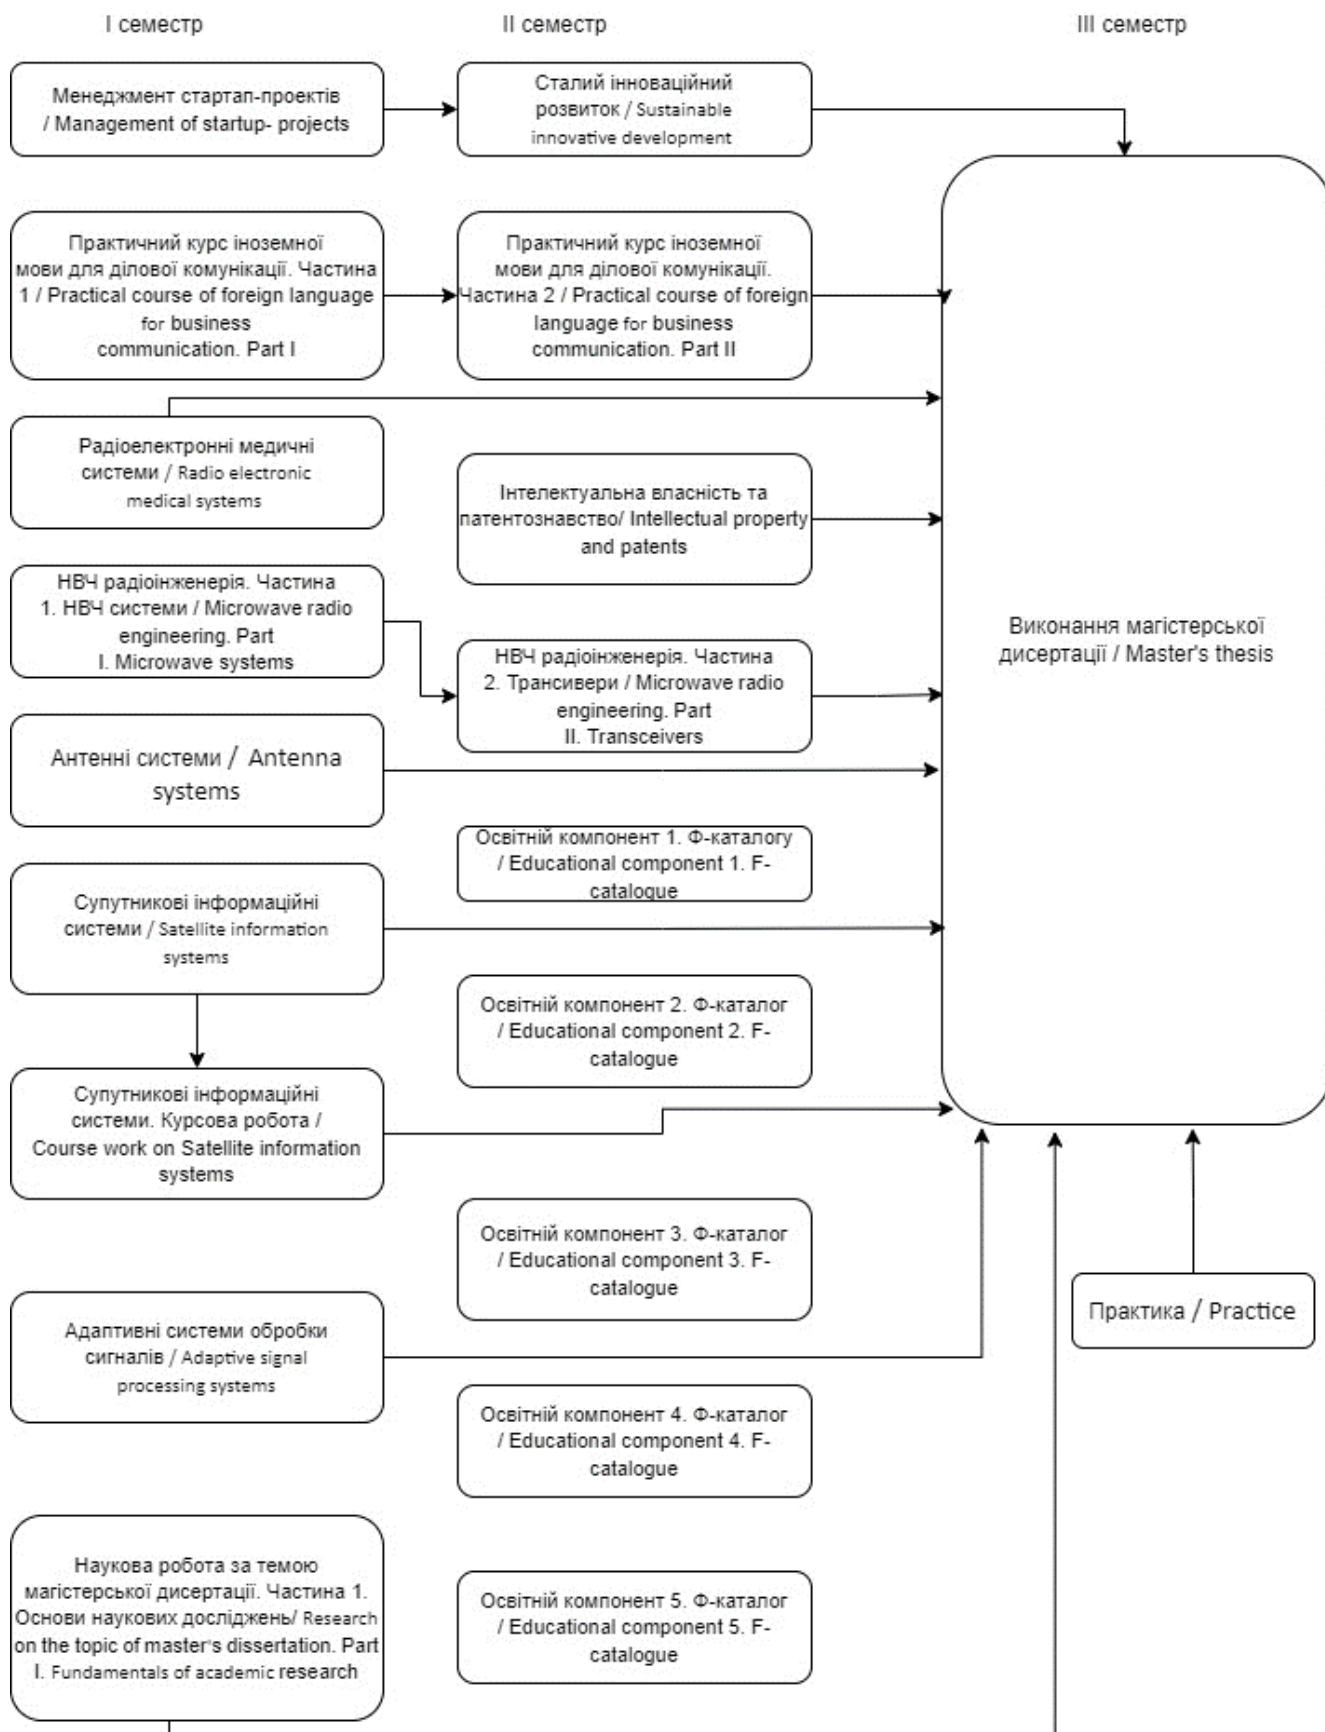 I семестр
II семестр
III семестр
Менеджмент стартап-проектів
/ Management of startup- projects
Сталий інноваційний
розвиток / Sustainable
innovative development
Практичний курс іноземної
мови для ділової комунікації. Частина
1 / Practical course of foreign language
for business
communication. Part I
Практичний курс іноземної
мови для ділової комунікації.
Частина 2 / Practical course of foreign
language for business
communication. Part II
Радіоелектронні медичні
системи / Radio electronic
medical systems
Інтелектуальна власність та
патентознавство/ Intellectual property
and patents
НВЧ радіоінженерія. Частина
1. НВЧ системи / Microwave radio
engineering. Part
I. Microwave systems
НВЧ радіоінженерія. Частина
2. Трансивери / Microwave radio
engineering. Part
II. Transceivers
Виконання магістерської
дисертації / Master's thesis
Антенні системи / Antenna
systems
Освітній компонент 1. Ф-каталогу
/ Educational component 1. F-
catalogue
Супутникові інформаційні
системи / Satellite information
systems
Освітній компонент 2. Ф-каталог
/ Educational component 2. F-
catalogue
Супутникові інформаційні
системи. Курсова робота /
Course work on Satellite information
systems
Освітній компонент 3. Ф-каталог
/ Educational component 3. F-
catalogue
Практика / Practice
Адаптивні системи обробки
сигналів / Adaptive signal
processing systems
Освітній компонент 4. Ф-каталог
/ Educational component 4. F-
catalogue
Наукова робота за темою
магістерської дисертації. Частина 1.
Основи наукових досліджень/ Research
on the topic of master's dissertation. Part
I. Fundamentals of academic research
Освітній компонент 5. Ф-каталог
/ Educational component 5. F-
catalogue